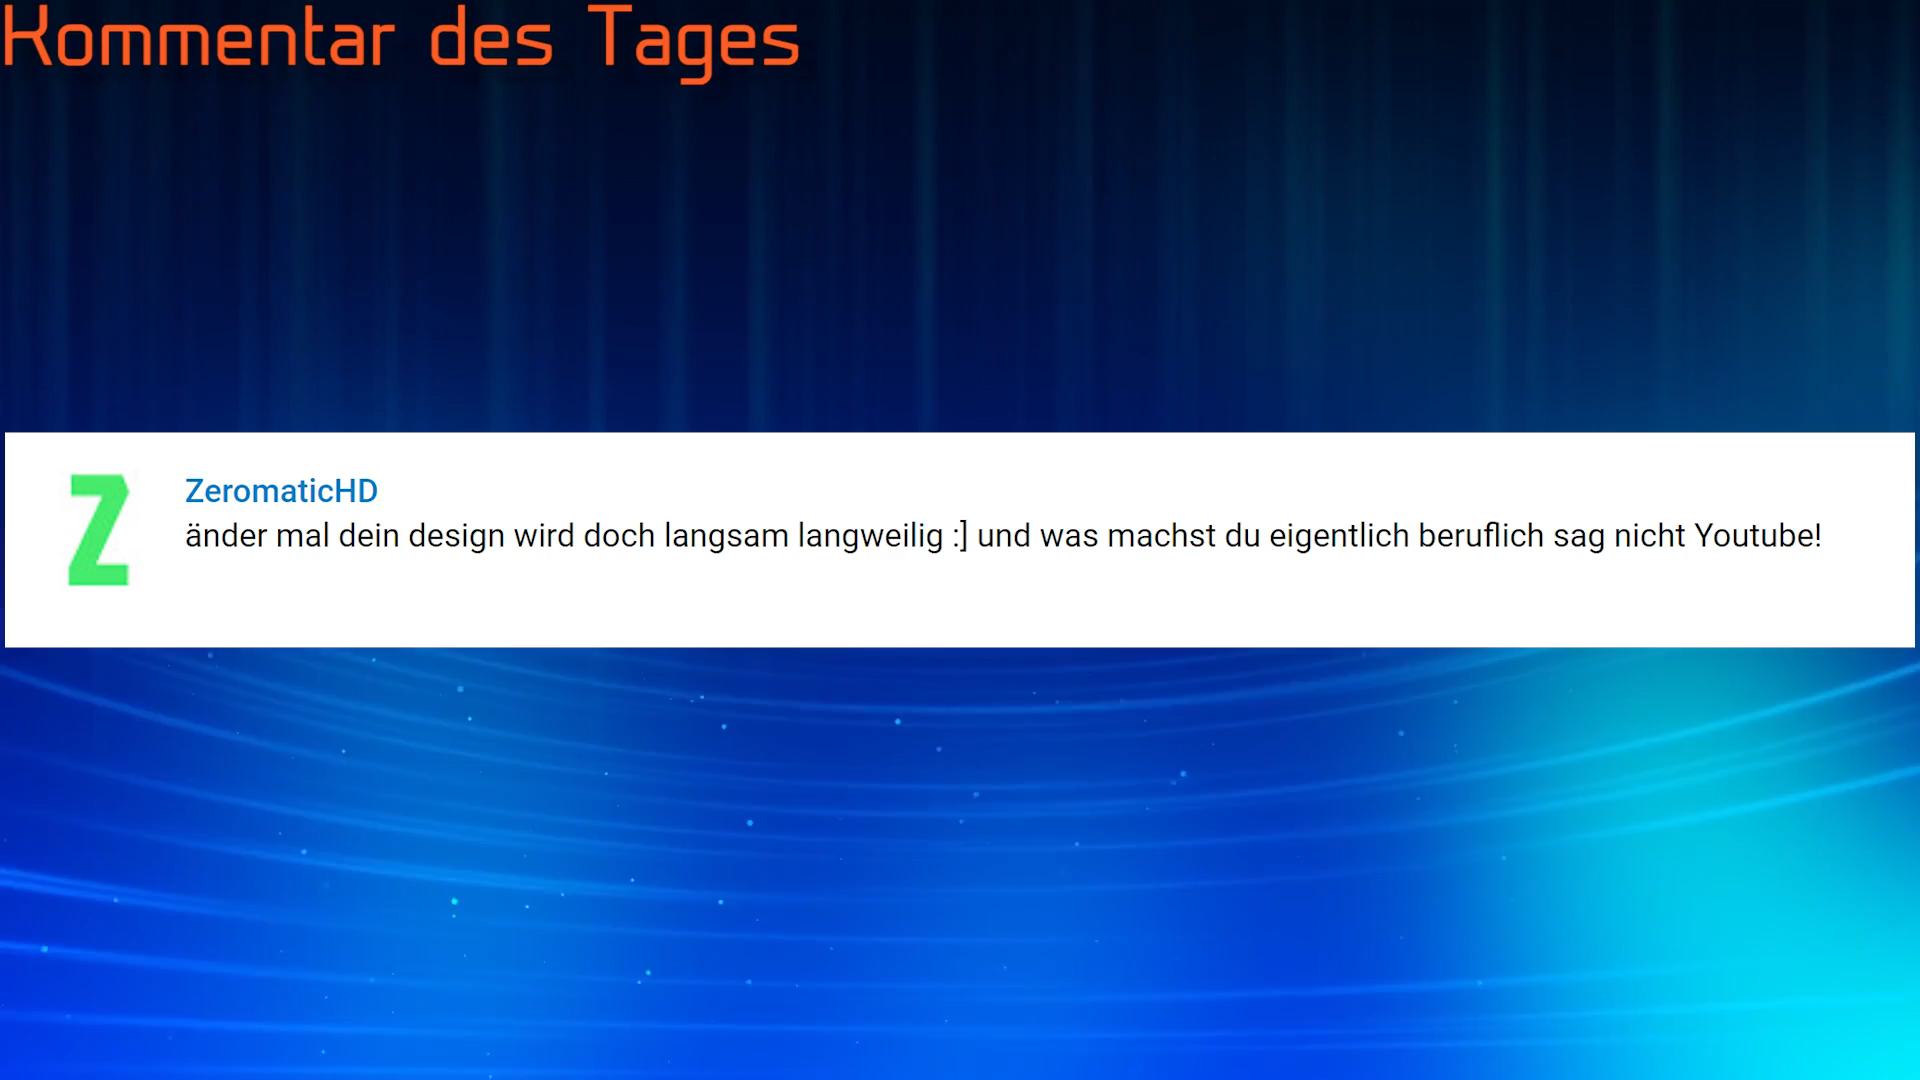 Kommentar des Tages
Z
ZeromaticHD
änder mal dein design wird doch langsam langweilig :] und was machst du eigentlich beruflich sag nicht Youtube!